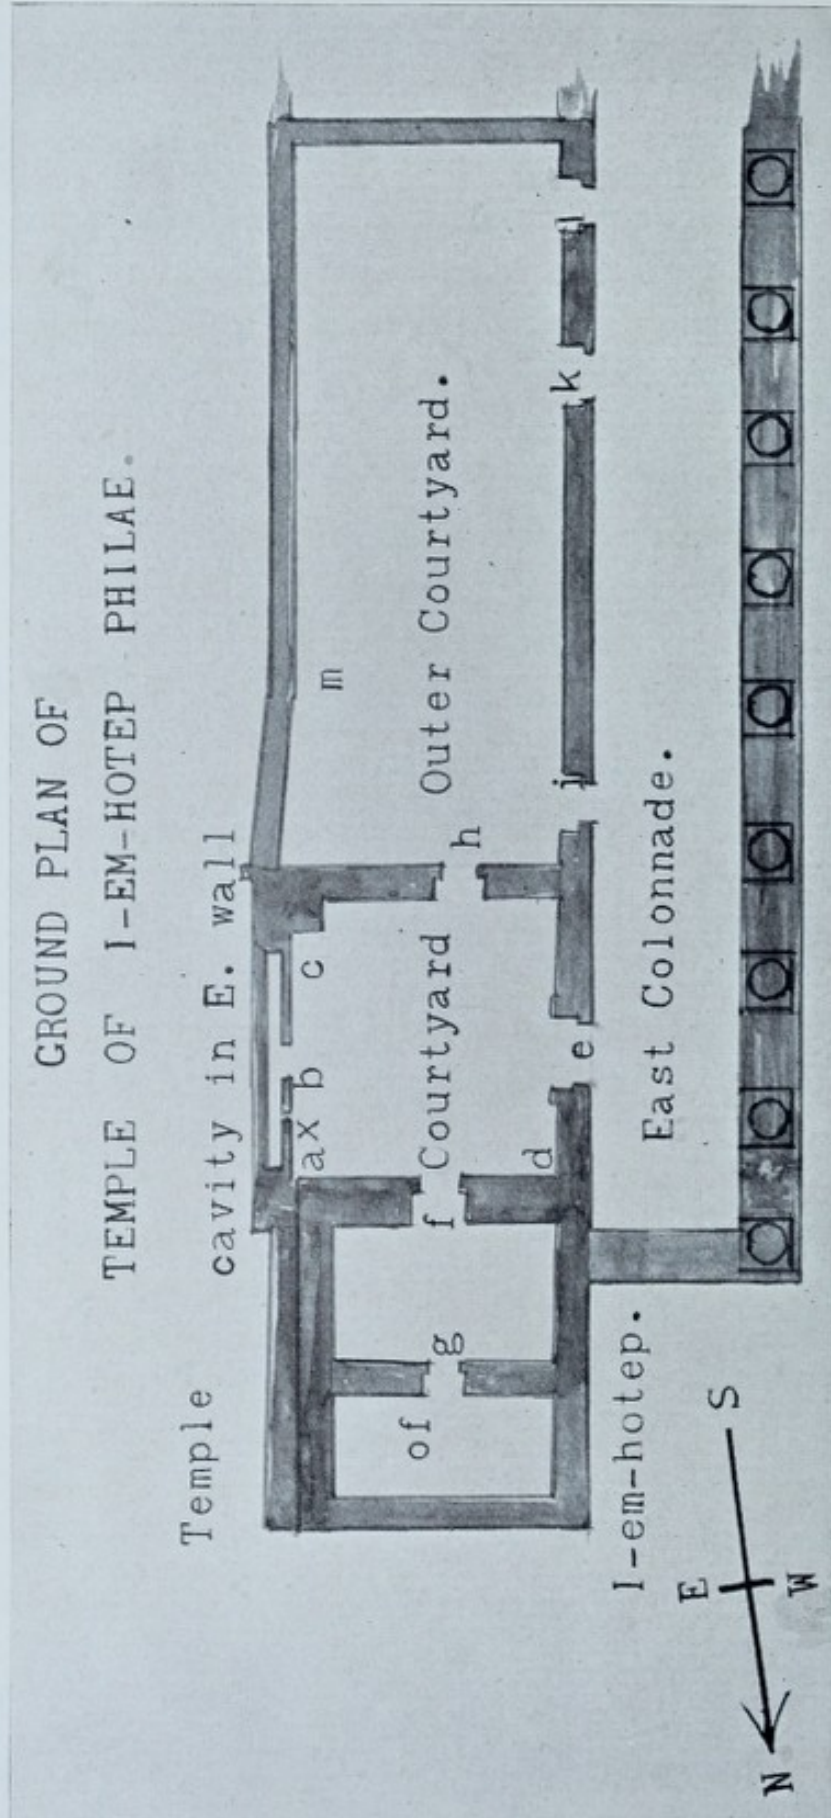 GROUND PLAN OF
TEMPLE OF I-EM-HOTEP PHILAE.
Temple cavity in E. wall
m
a x b c
of g f Courtyard h Outer Courtyard.
d e j k l
I-em-hotep. East Colonnade.
N E W S